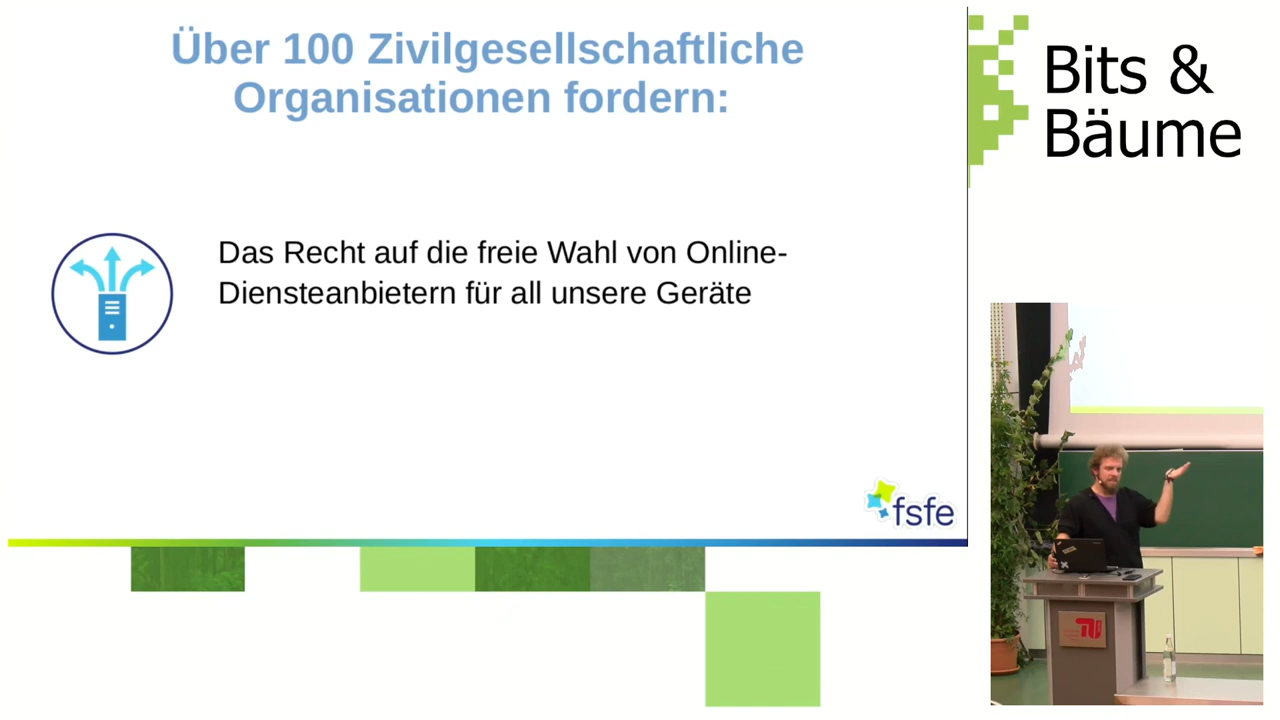 Über 100 Zivilgesellschaftliche
Organisationen fordern:
Das Recht auf die freie Wahl von Online-
Diensteanbietern für all unsere Geräte
fsfe
Bits &
Bäume